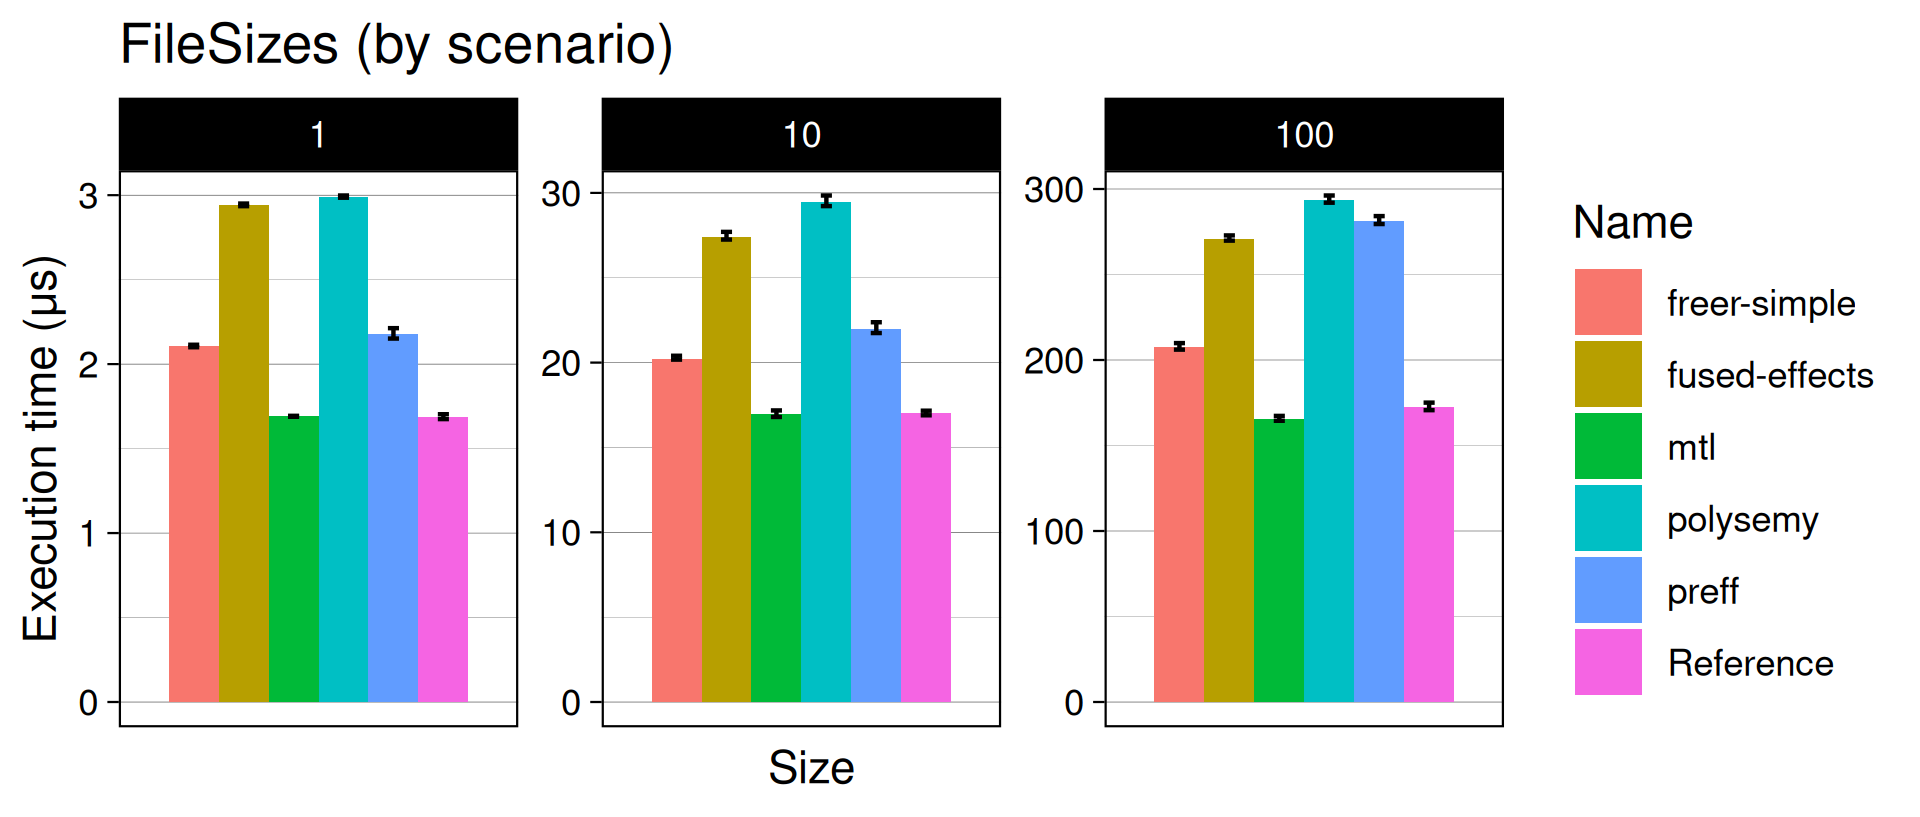 FileSizes (by scenario)
1
10
100
Execution time (μs)
3
2
1
0
30
20
10
0
300
200
100
0
Size
Name
freer-simple
fused-effects
mtl
polysemy
preff
Reference